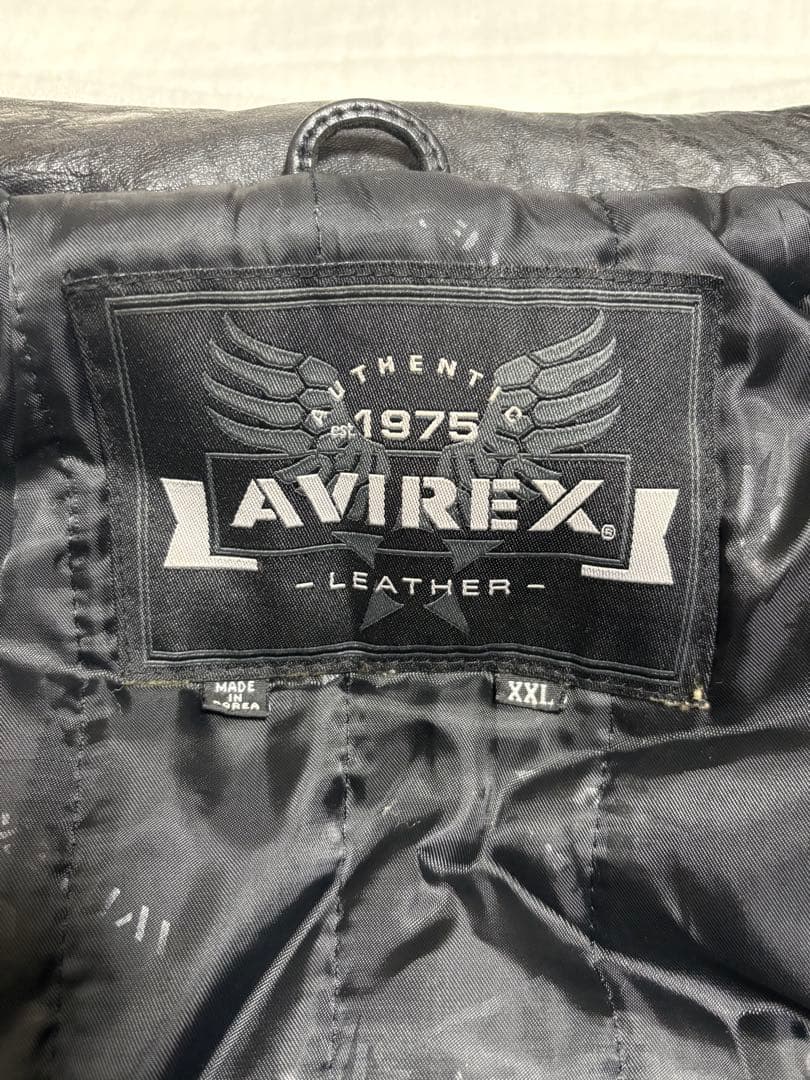 AUTHENTIC
est. 1975
AVIREX®
- LEATHER -
MADE
IN
KOREA
XXL